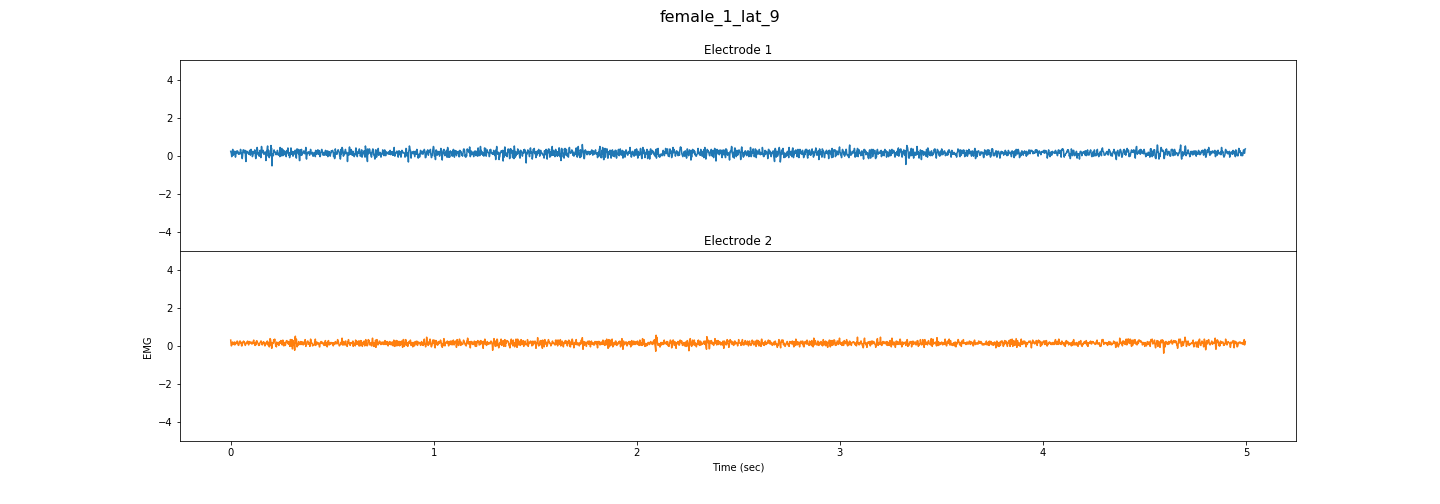 female_1_lat_9
Electrode 1
4
2
0
−2
−4
Electrode 2
4
2
0
−2
−4
EMG
0 1 2 3 4 5
Time (sec)